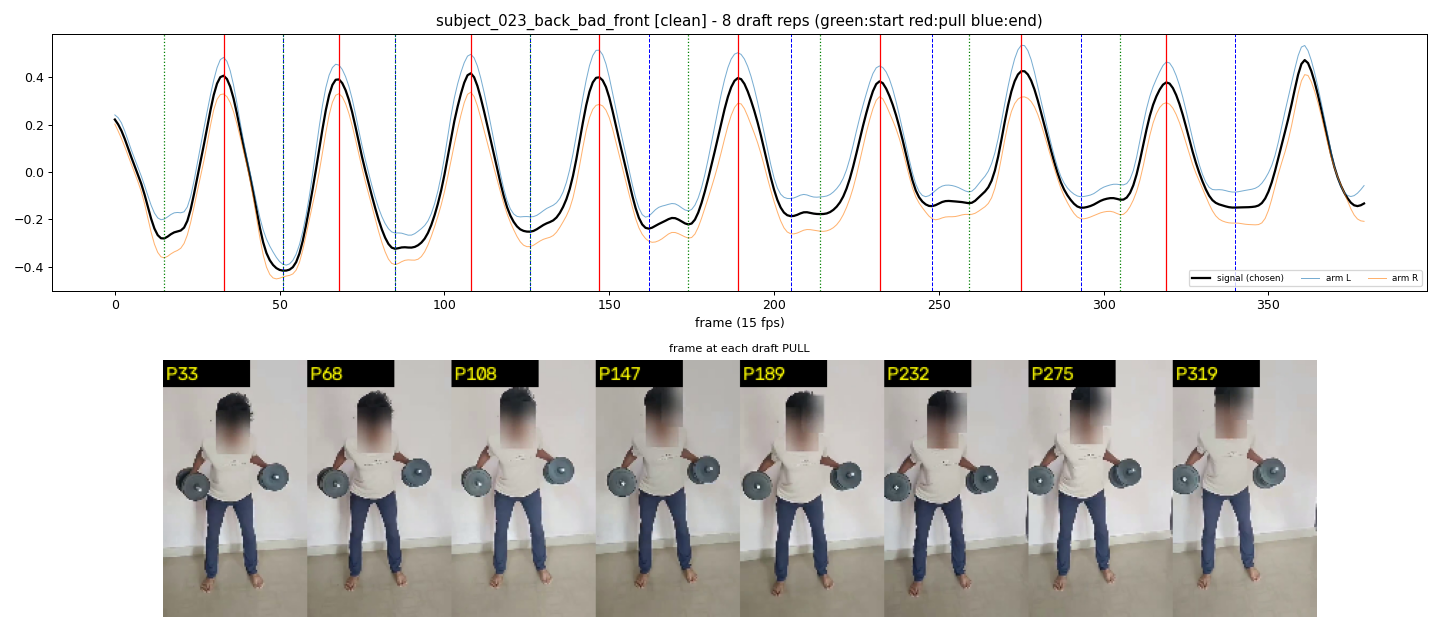 subject_023_back_bad_front [clean] - 8 draft reps (green:start red:pull blue:end)
0.4
0.2
0.0
−0.2
−0.4
signal (chosen) arm L arm R
0 50 100 150 200 250 300 350
frame (15 fps)
frame at each draft PULL
P33 P68 P108 P147 P189 P232 P275 P319